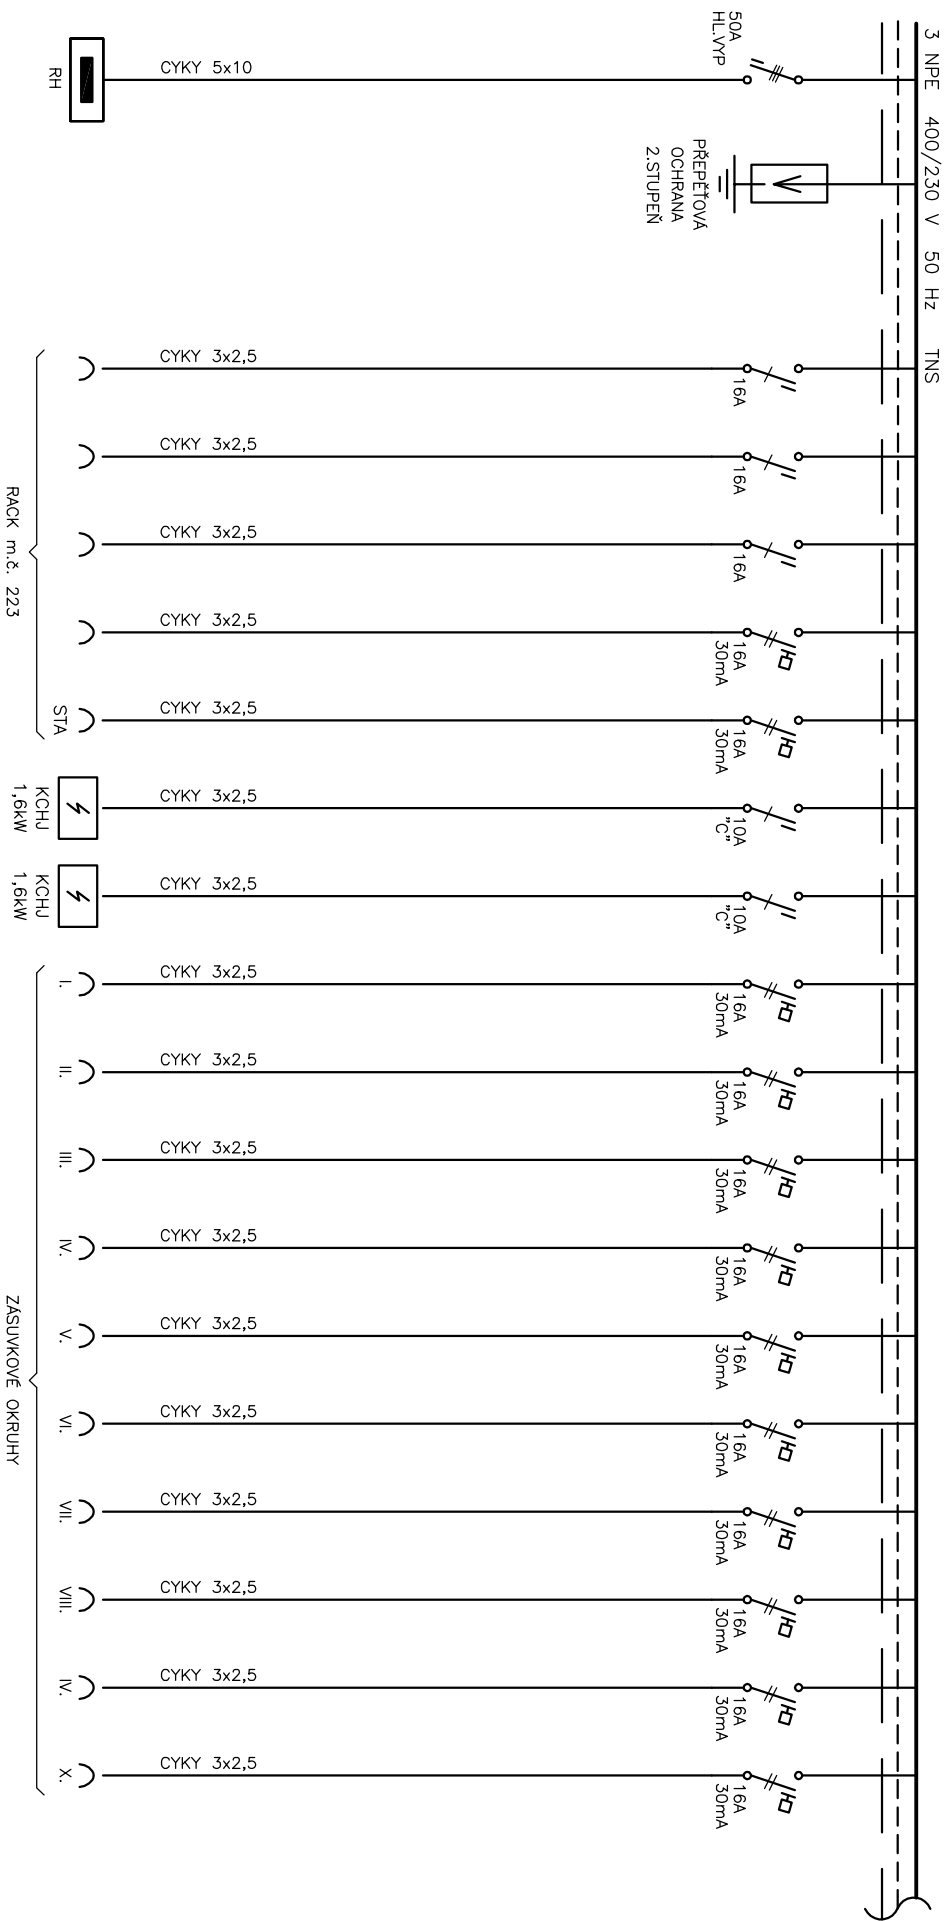 3 NPE 400/230 V 50 Hz TNS
50A
HL.VYP
CYKY 5x10
RH
PŘEPĚŤOVÁ
OCHRANA
2.STUPEŇ
16A
CYKY 3x2,5
16A
CYKY 3x2,5
16A
CYKY 3x2,5
16A
30mA
CYKY 3x2,5
16A
30mA
CYKY 3x2,5
STA
RACK m.č. 223
10A
"C"
CYKY 3x2,5
KCHJ
1,6kW
10A
"C"
CYKY 3x2,5
KCHJ
1,6kW
16A
30mA
CYKY 3x2,5
I.
16A
30mA
CYKY 3x2,5
II.
16A
30mA
CYKY 3x2,5
III.
16A
30mA
CYKY 3x2,5
IV.
16A
30mA
CYKY 3x2,5
V.
16A
30mA
CYKY 3x2,5
VI.
16A
30mA
CYKY 3x2,5
VII.
16A
30mA
CYKY 3x2,5
VIII.
16A
30mA
CYKY 3x2,5
IV.
16A
30mA
CYKY 3x2,5
X.
ZÁSUVKOVÉ OKRUHY